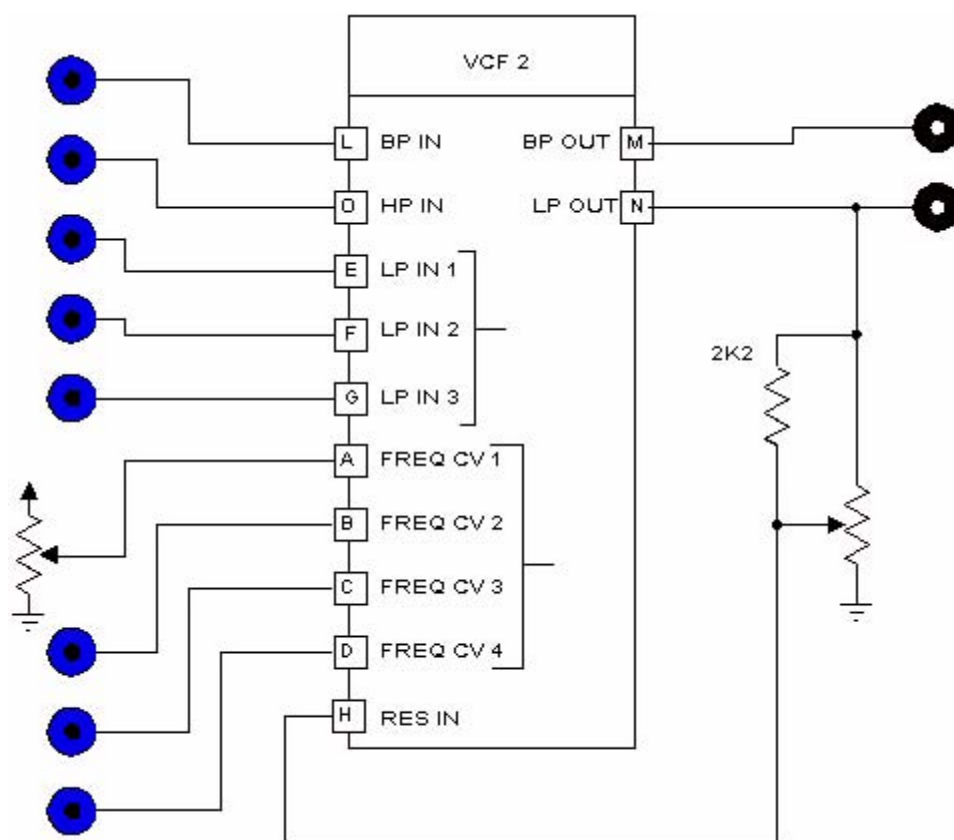 VCF 2
L BP IN BP OUT M
O HP IN LP OUT N
E LP IN 1
F LP IN 2
2K2
G LP IN 3
A FREQ CV 1
B FREQ CV 2
C FREQ CV 3
D FREQ CV 4
H RES IN